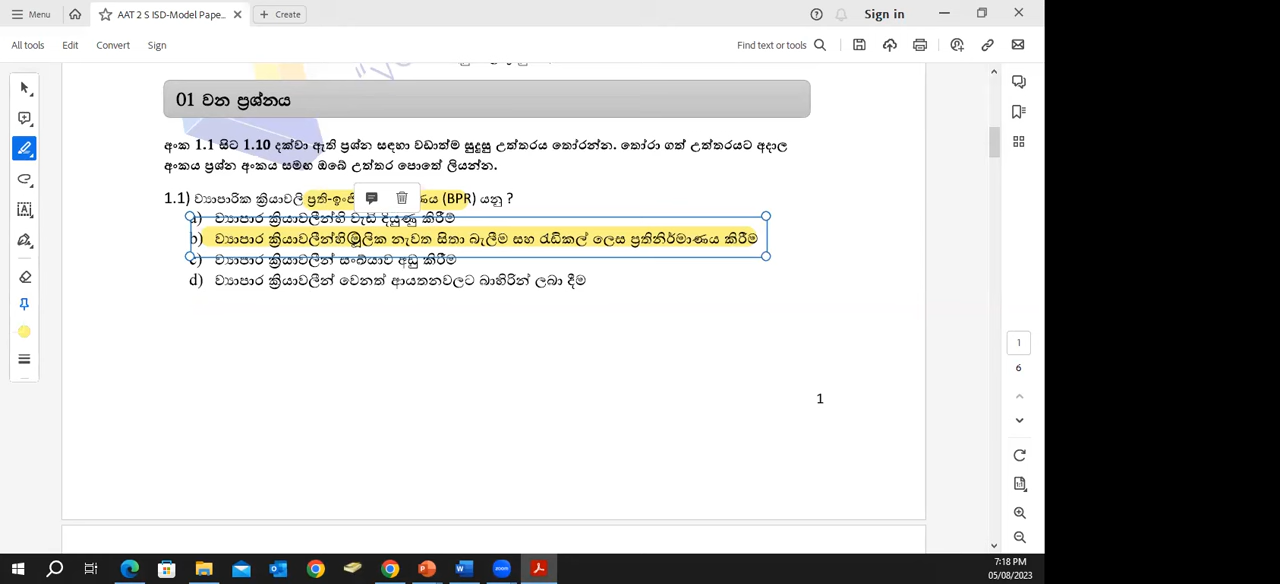 Menu
AAT 2 S ISD-Model Pape...
Create
Sign in
All tools Edit Convert Sign
Find text or tools
01 වන ප්‍රශ්නය
අංක 1.1 සිට 1.10 දක්වා ඇති ප්‍රශ්න සඳහා වඩාත්ම සුදුසු උත්තරය තෝරන්න. තෝරා ගත් උත්තරයට අදාල
අංකය ප්‍රශ්න අංකය සමඟ ඔබේ උත්තර පොතේ ලියන්න.
1.1) ව්‍යාපාරික ක්‍රියාවලි ප්‍රති-ඉංජි ණය (BPR) යනු ?
a) ව්‍යාපාර ක්‍රියාවලීන්හි වැඩි දියුණු කිරීම්
b) ව්‍යාපාර ක්‍රියාවලීන්හි මූලික නැවත සිතා බැලීම සහ රැඩිකල් ලෙස ප්‍රතිනිර්මාණය කිරීම
c) ව්‍යාපාර ක්‍රියාවලීන් සංඛ්‍යාව අඩු කිරීම
d) ව්‍යාපාර ක්‍රියාවලීන් වෙනත් ආයතනවලට බාහිරින් ලබා දීම
1
1
6
7:18 PM
05/08/2023